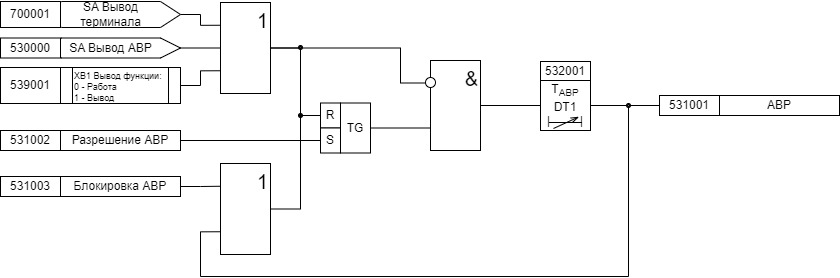 700001 SA Вывод
терминала
1
530000 SA Вывод АВР
539001 XB1 Вывод функции:
0 - Работа
1 - Вывод
&
532001
TАВР
DT1
531001 АВР
R
TG
S
531002 Разрешение АВР
531003 Блокировка АВР
1